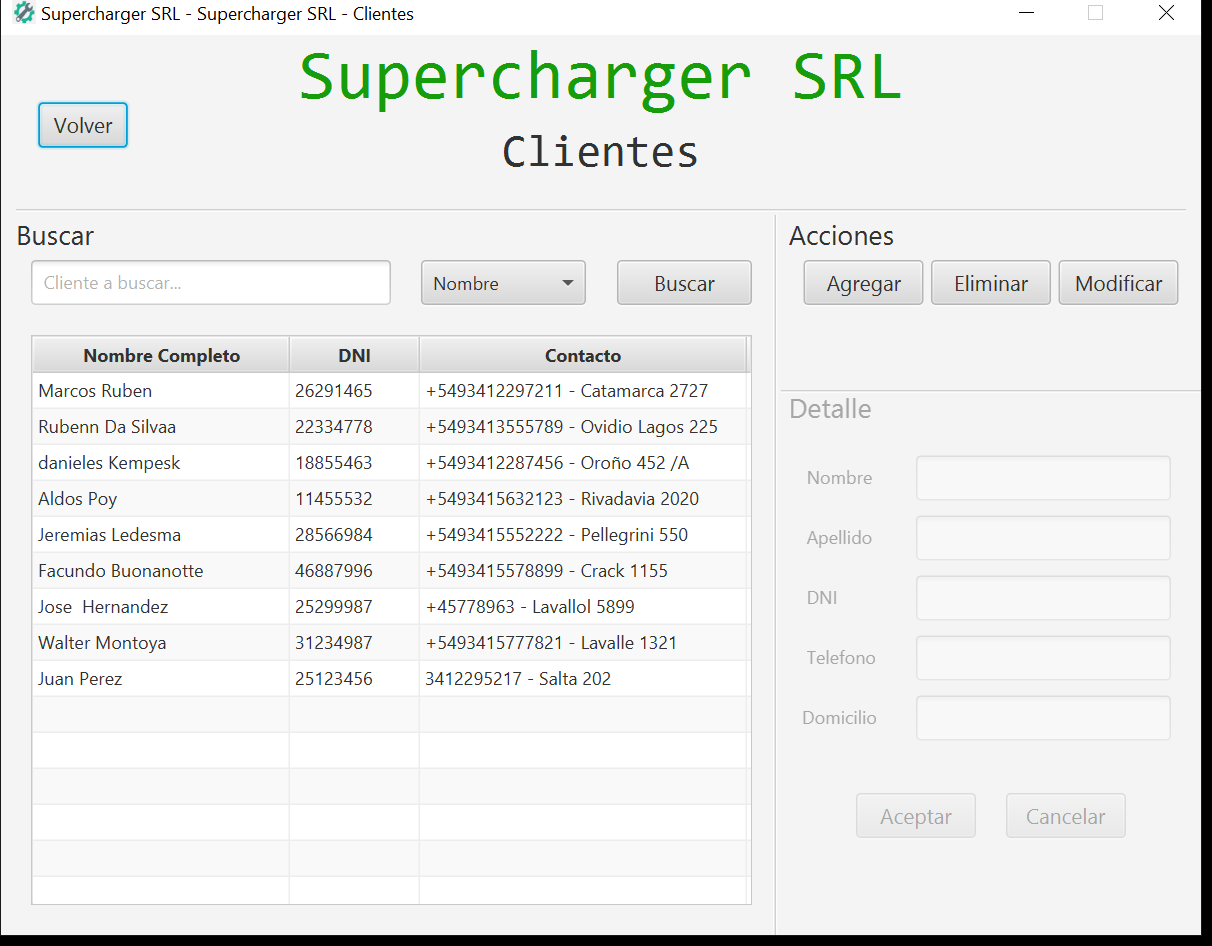 Supercharger SRL - Supercharger SRL - Clientes
Supercharger SRL
Volver
Clientes
Buscar
Cliente a buscar...
Nombre
Buscar
Nombre Completo DNI Contacto
Marcos Ruben 26291465 +5493412297211 - Catamarca 2727
Rubenn Da Silvaa 22334778 +5493413555789 - Ovidio Lagos 225
danieles Kempesk 18855463 +5493412287456 - Oroño 452 /A
Aldos Poy 11455532 +5493415632123 - Rivadavia 2020
Jeremias Ledesma 28566984 +5493415552222 - Pellegrini 550
Facundo Buonanotte 46887996 +5493415578899 - Crack 1155
Jose  Hernandez 25299987 +45778963 - Lavallol 5899
Walter Montoya 31234987 +5493415777821 - Lavalle 1321
Juan Perez 25123456 3412295217 - Salta 202
Acciones
Agregar Eliminar Modificar
Detalle
Nombre
Apellido
DNI
Telefono
Domicilio
Aceptar Cancelar